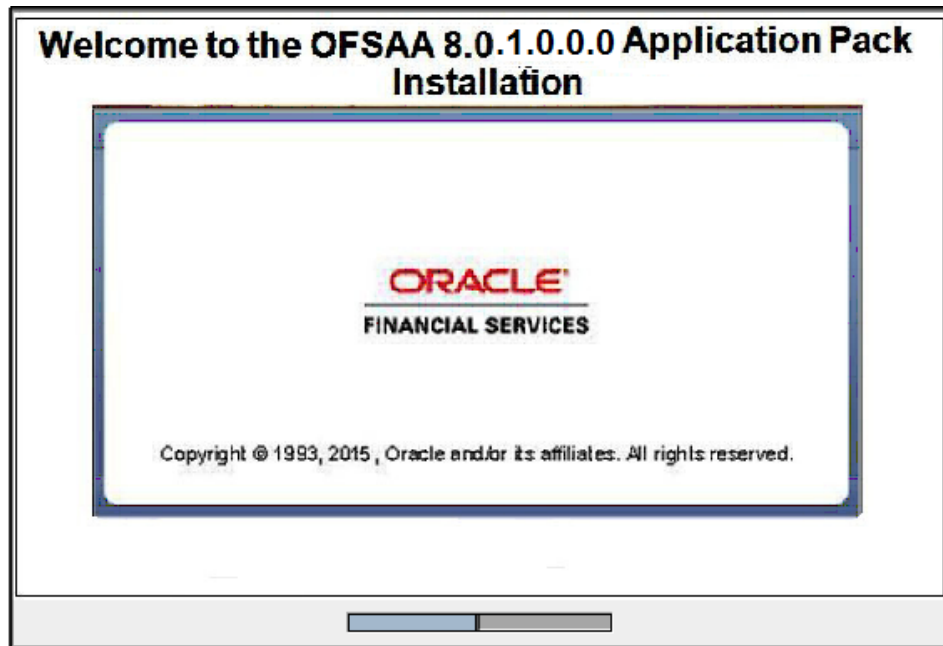 Welcome to the OFSAA 8.0.1.0.0.0 Application Pack
Installation
ORACLE®
FINANCIAL SERVICES
Copyright © 1993, 2015 , Oracle and/or its affiliates. All rights reserved.